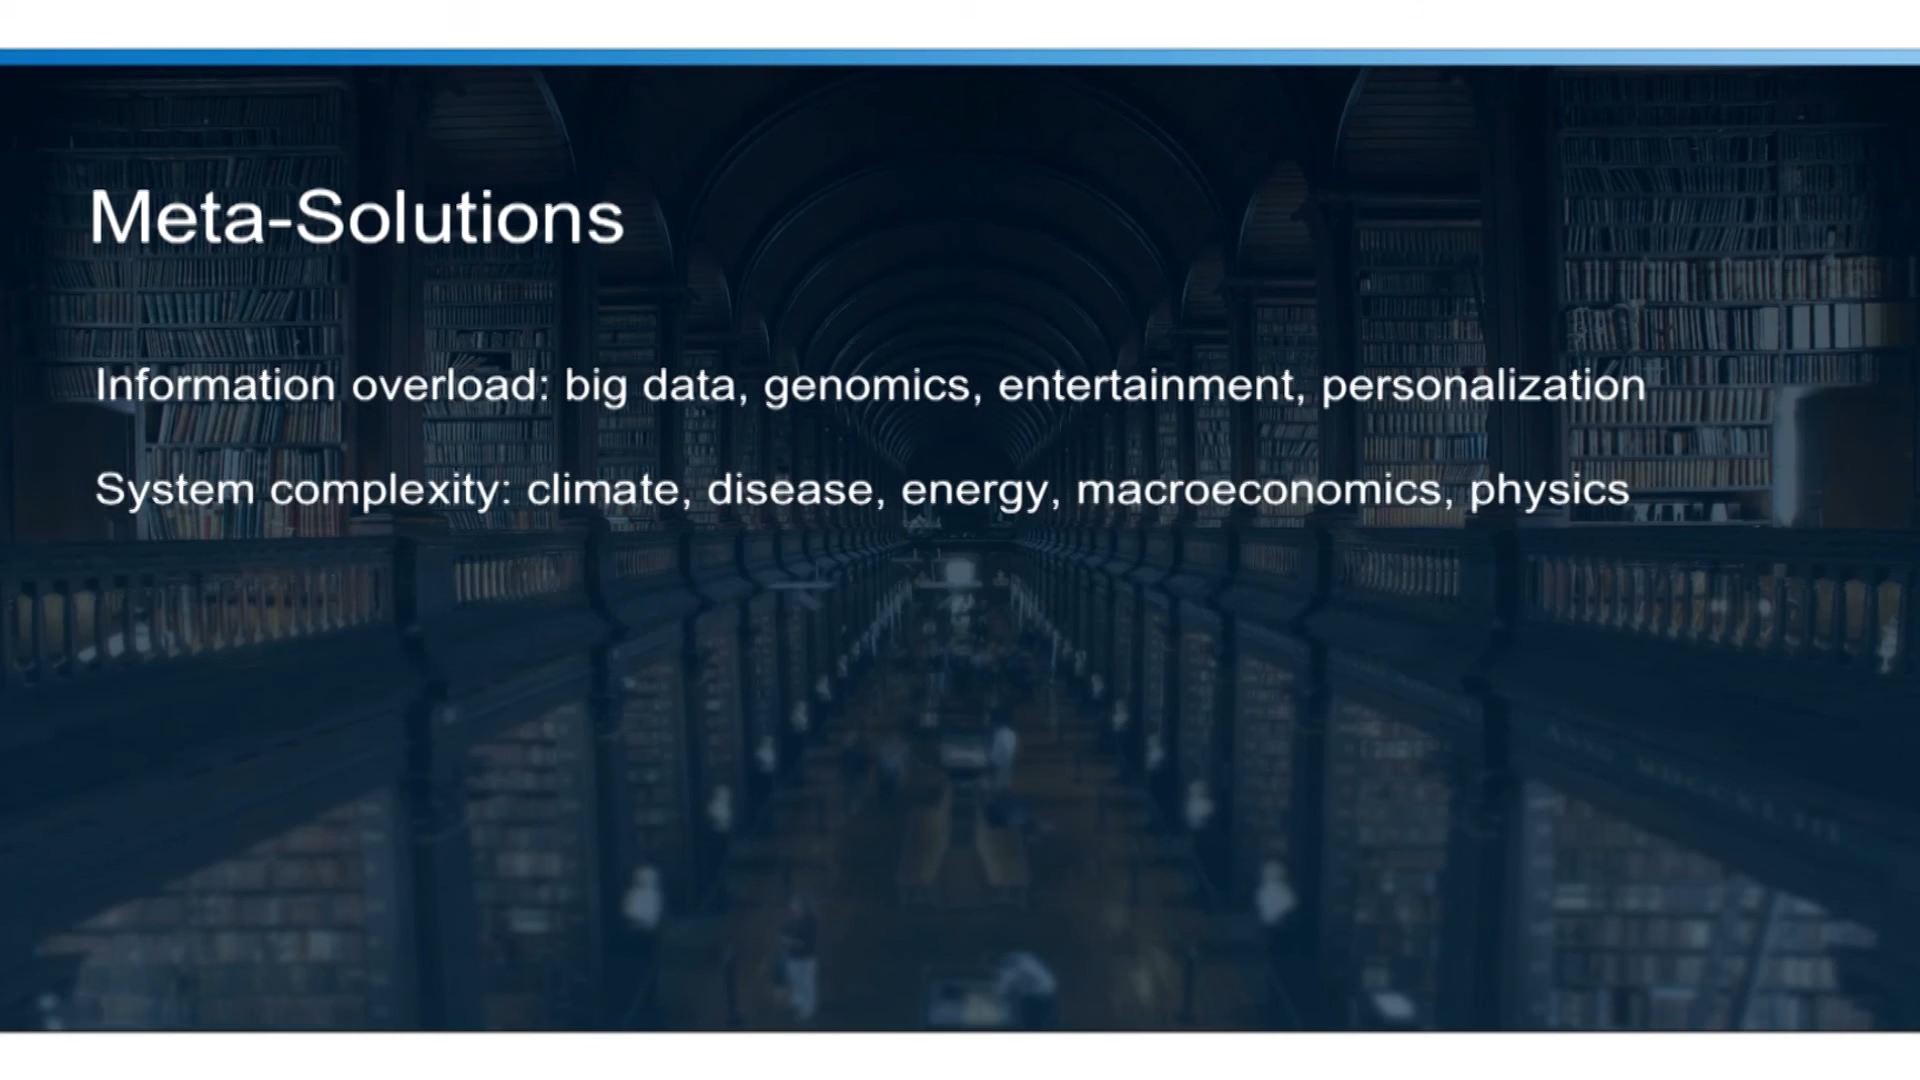 Meta-Solutions
Information overload: big data, genomics, entertainment, personalization
System complexity: climate, disease, energy, macroeconomics, physics